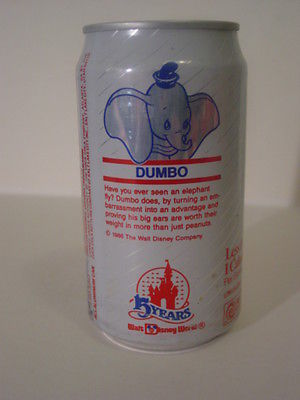 DUMBO
Have you ever seen an elephant
fly? Dumbo does, by turning an em-
barrassment into an advantage and
proving his big ears are worth their
weight in more than just peanuts.
© 1986 The Walt Disney Company
15
YEARS
Walt Disney World®
Less
1 C